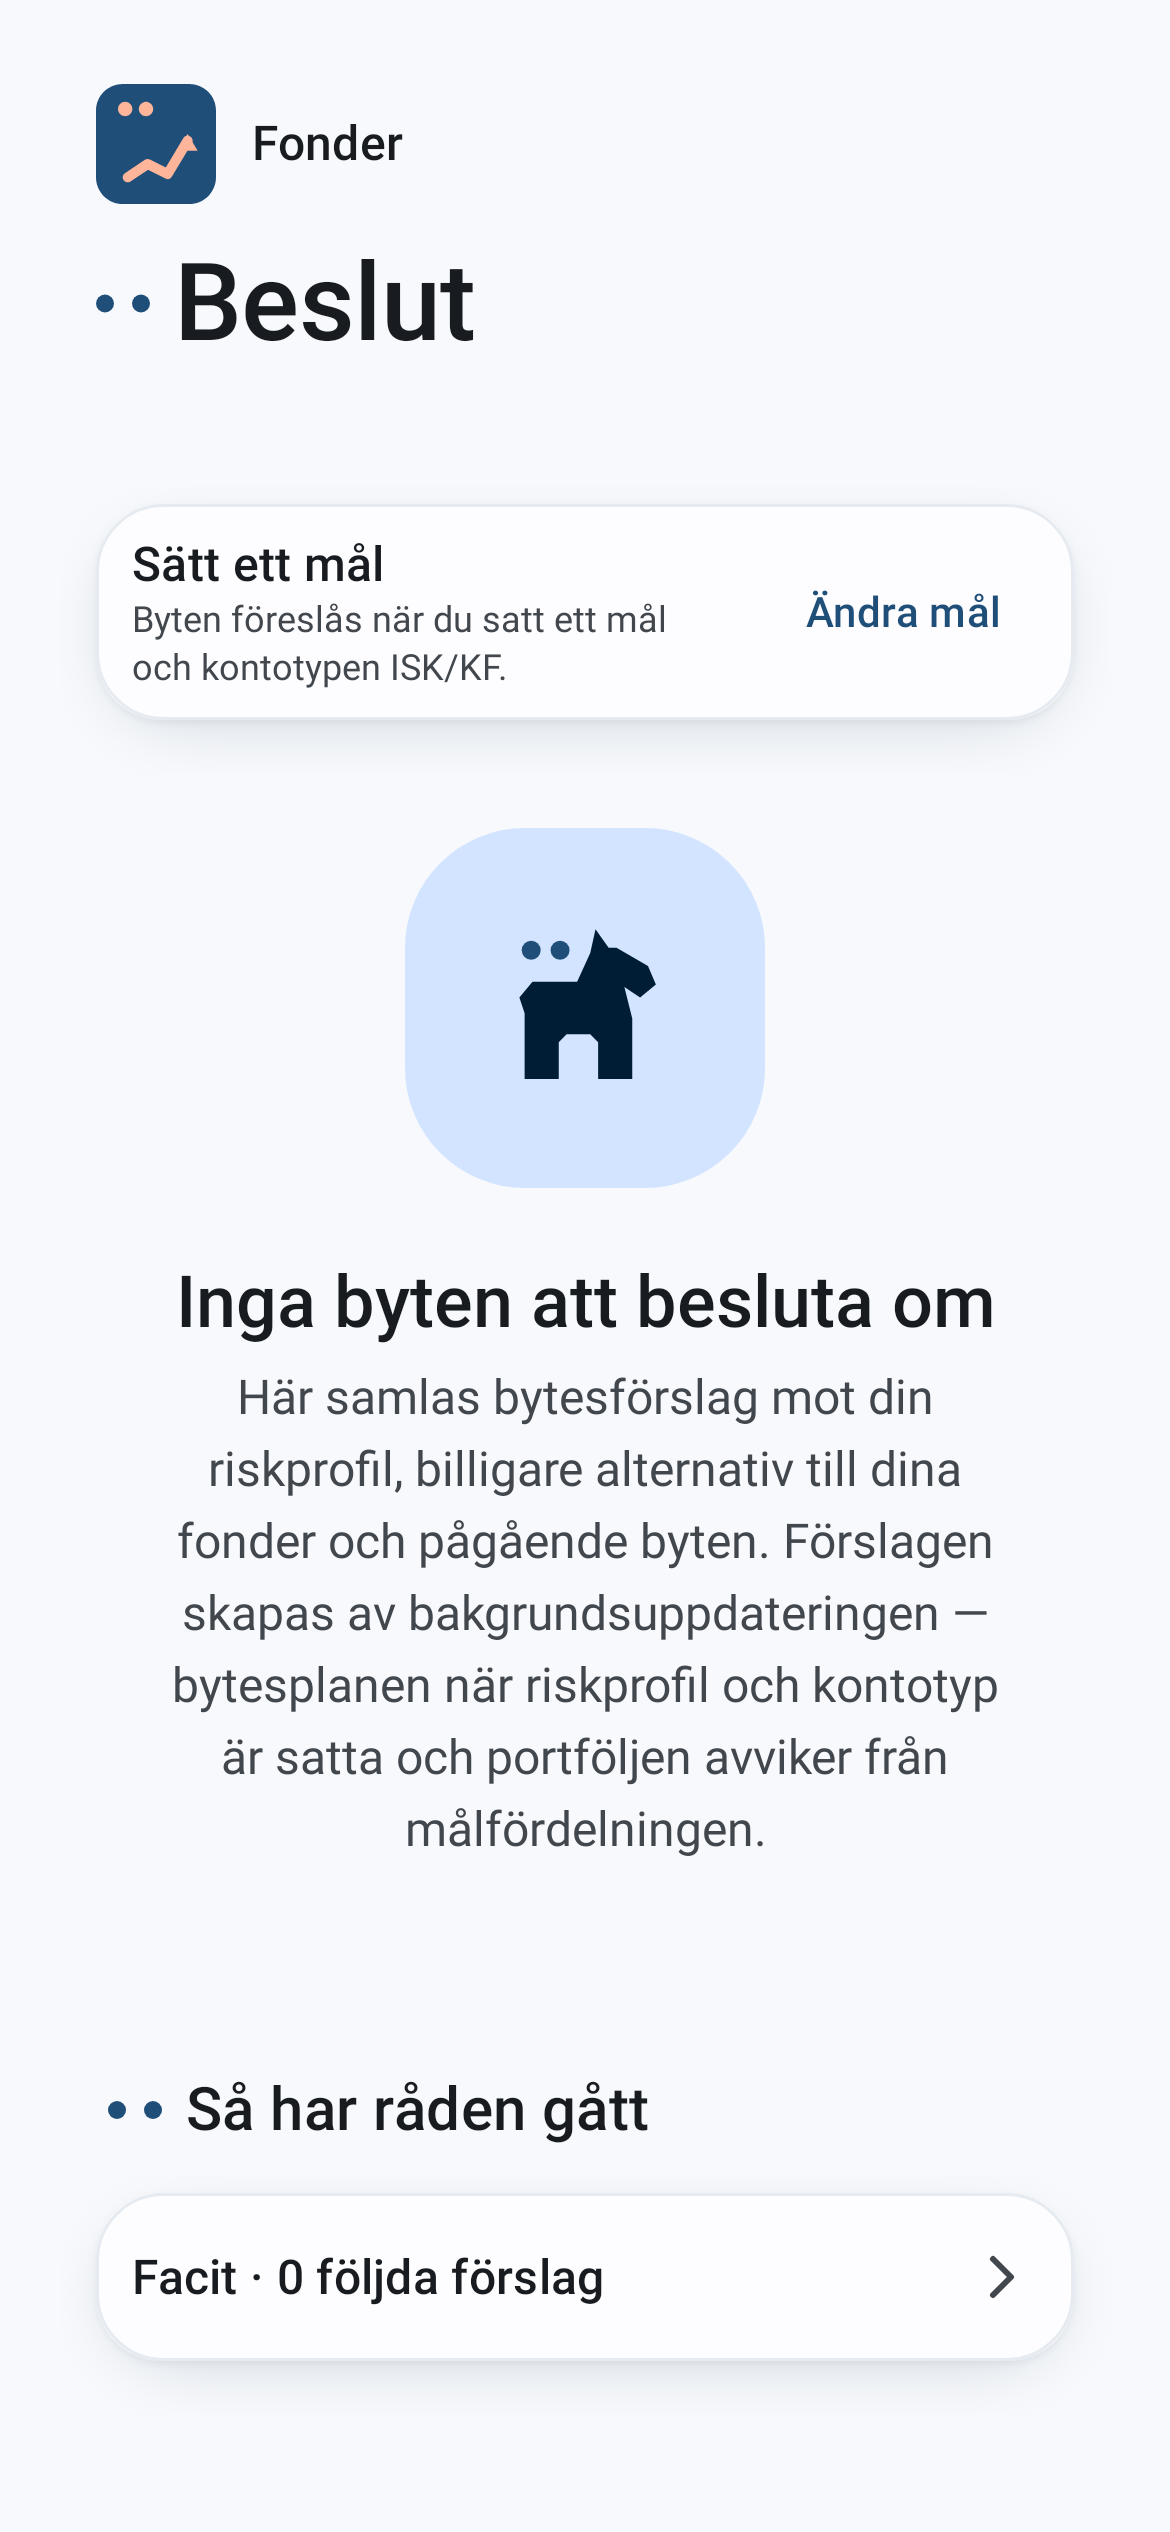 Fonder
Beslut
Sätt ett mål
Byten föreslås när du satt ett mål
och kontotypen ISK/KF.
Ändra mål
Inga byten att besluta om
Här samlas bytesförslag mot din
riskprofil, billigare alternativ till dina
fonder och pågående byten. Förslagen
skapas av bakgrundsuppdateringen —
bytesplanen när riskprofil och kontotyp
är satta och portföljen avviker från
målfördelningen.
Så har råden gått
Facit · 0 följda förslag